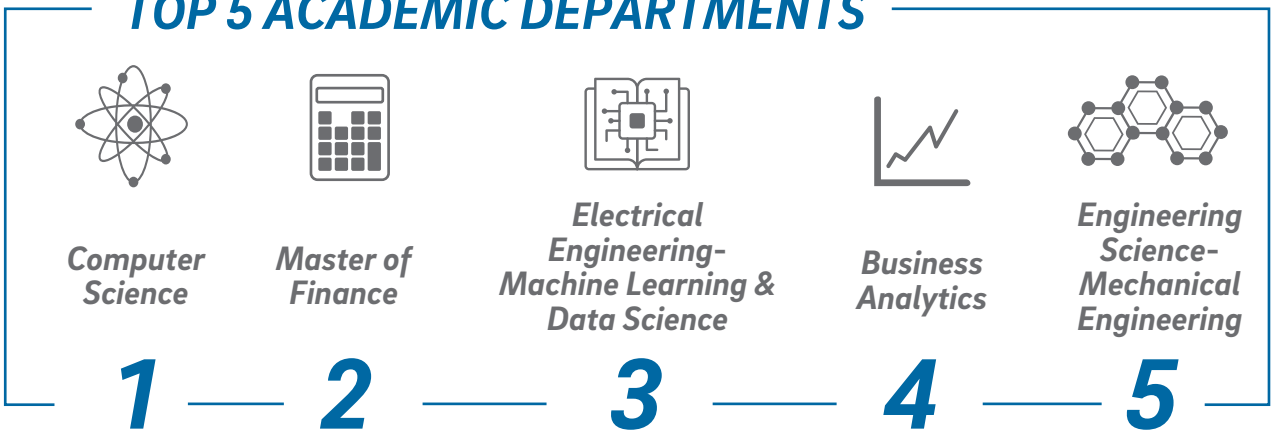 TOP 5 ACADEMIC DEPARTMENTS
Computer
Science
Master of
Finance
Electrical
Engineering-
Machine Learning &
Data Science
Business
Analytics
Engineering
Science-
Mechanical
Engineering
1
2
3
4
5